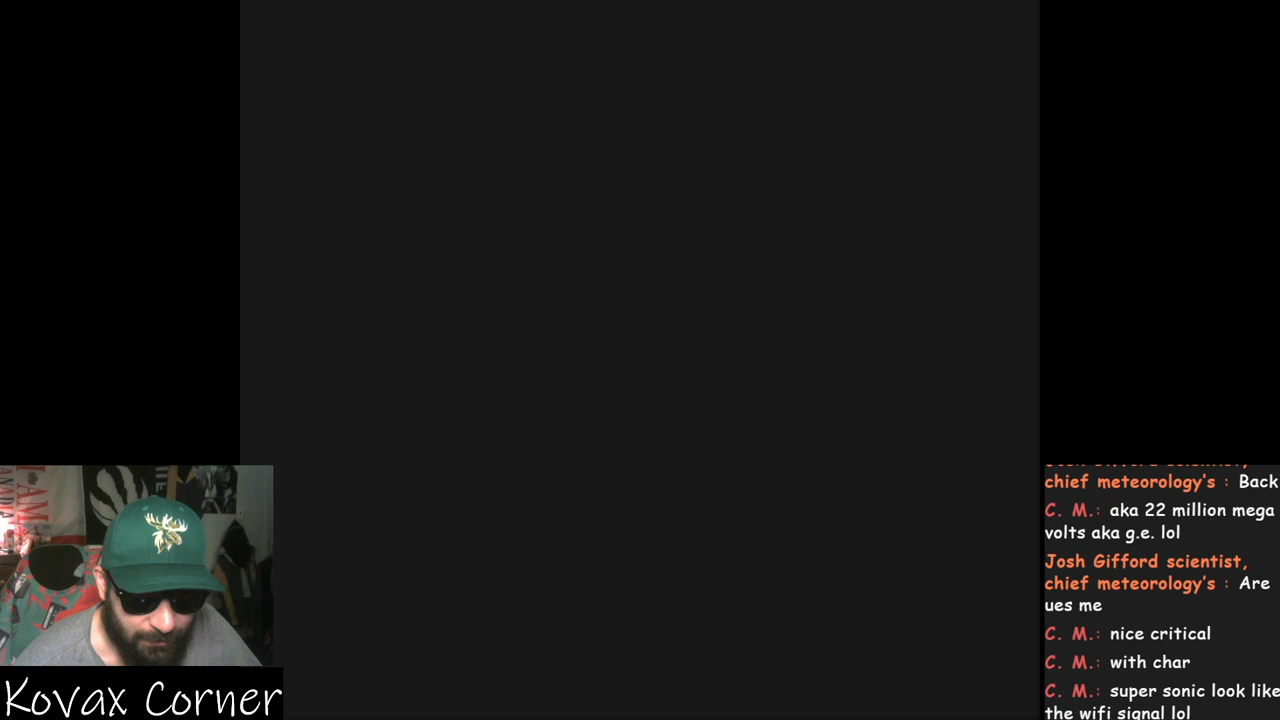 chief meteorology's : Back
C. M.: aka 22 million mega
volts aka g.e. lol
Josh Gifford scientist,
chief meteorology's : Are
ues me
C. M.: nice critical
C. M.: with char
C. M.: super sonic look like
the wifi signal lol
Kovax Corner